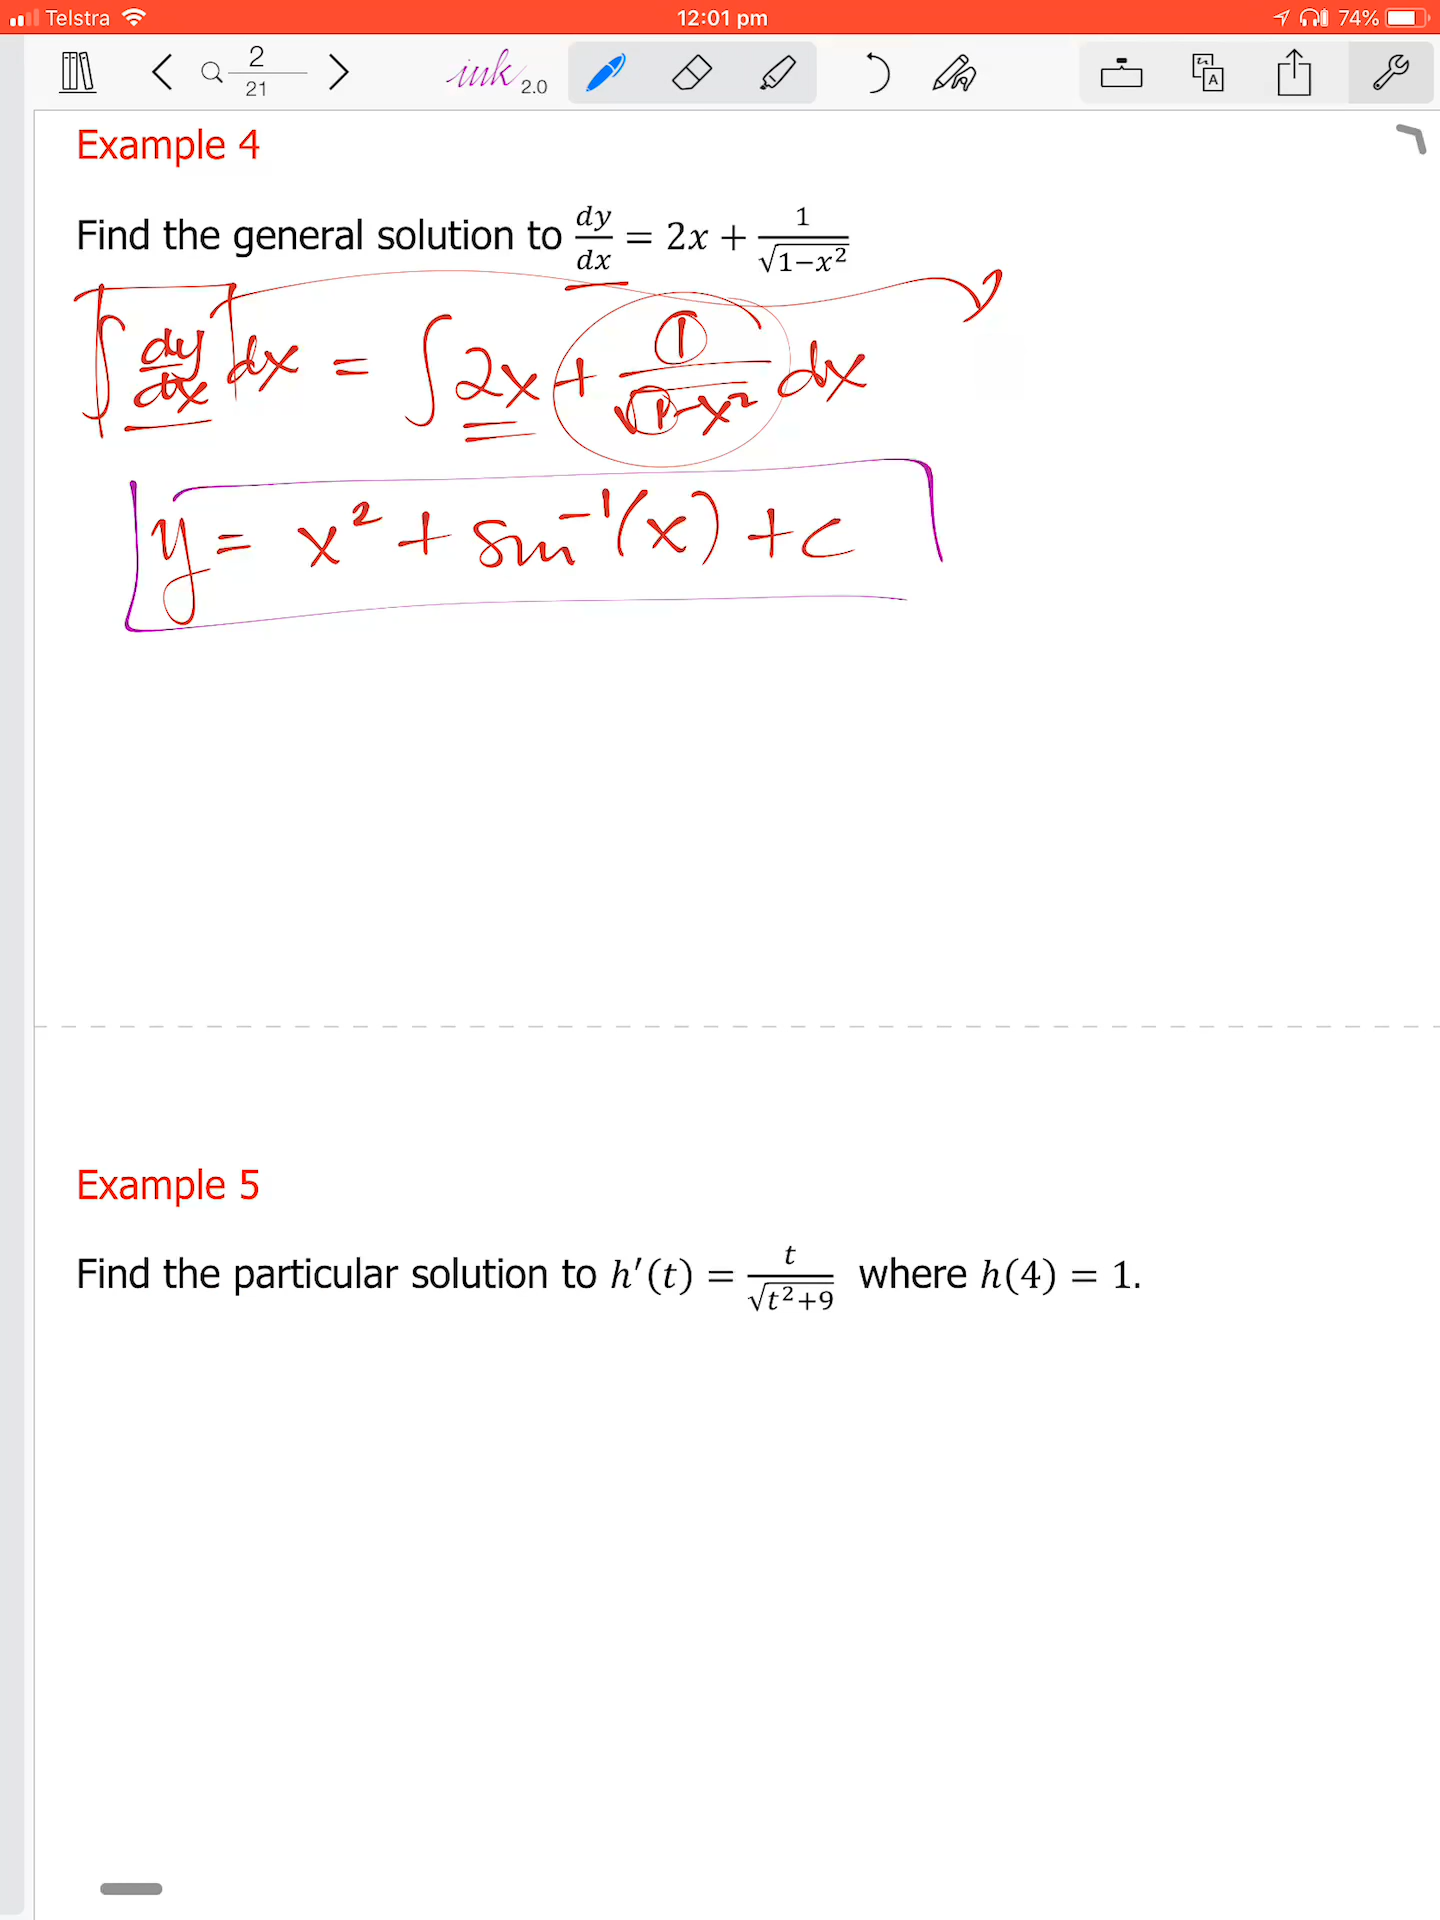 Telstra 12:01 pm 74%
2
21
ink 2.0
Example 4
Find the general solution to dy/dx = 2x + 1/√(1−x²)
∫ dy/dx dx = ∫ 2x + 1/√(1−x²) dx
y = x² + sin⁻¹(x) + c
Example 5
Find the particular solution to h′(t) = t/√(t²+9) where h(4) = 1.